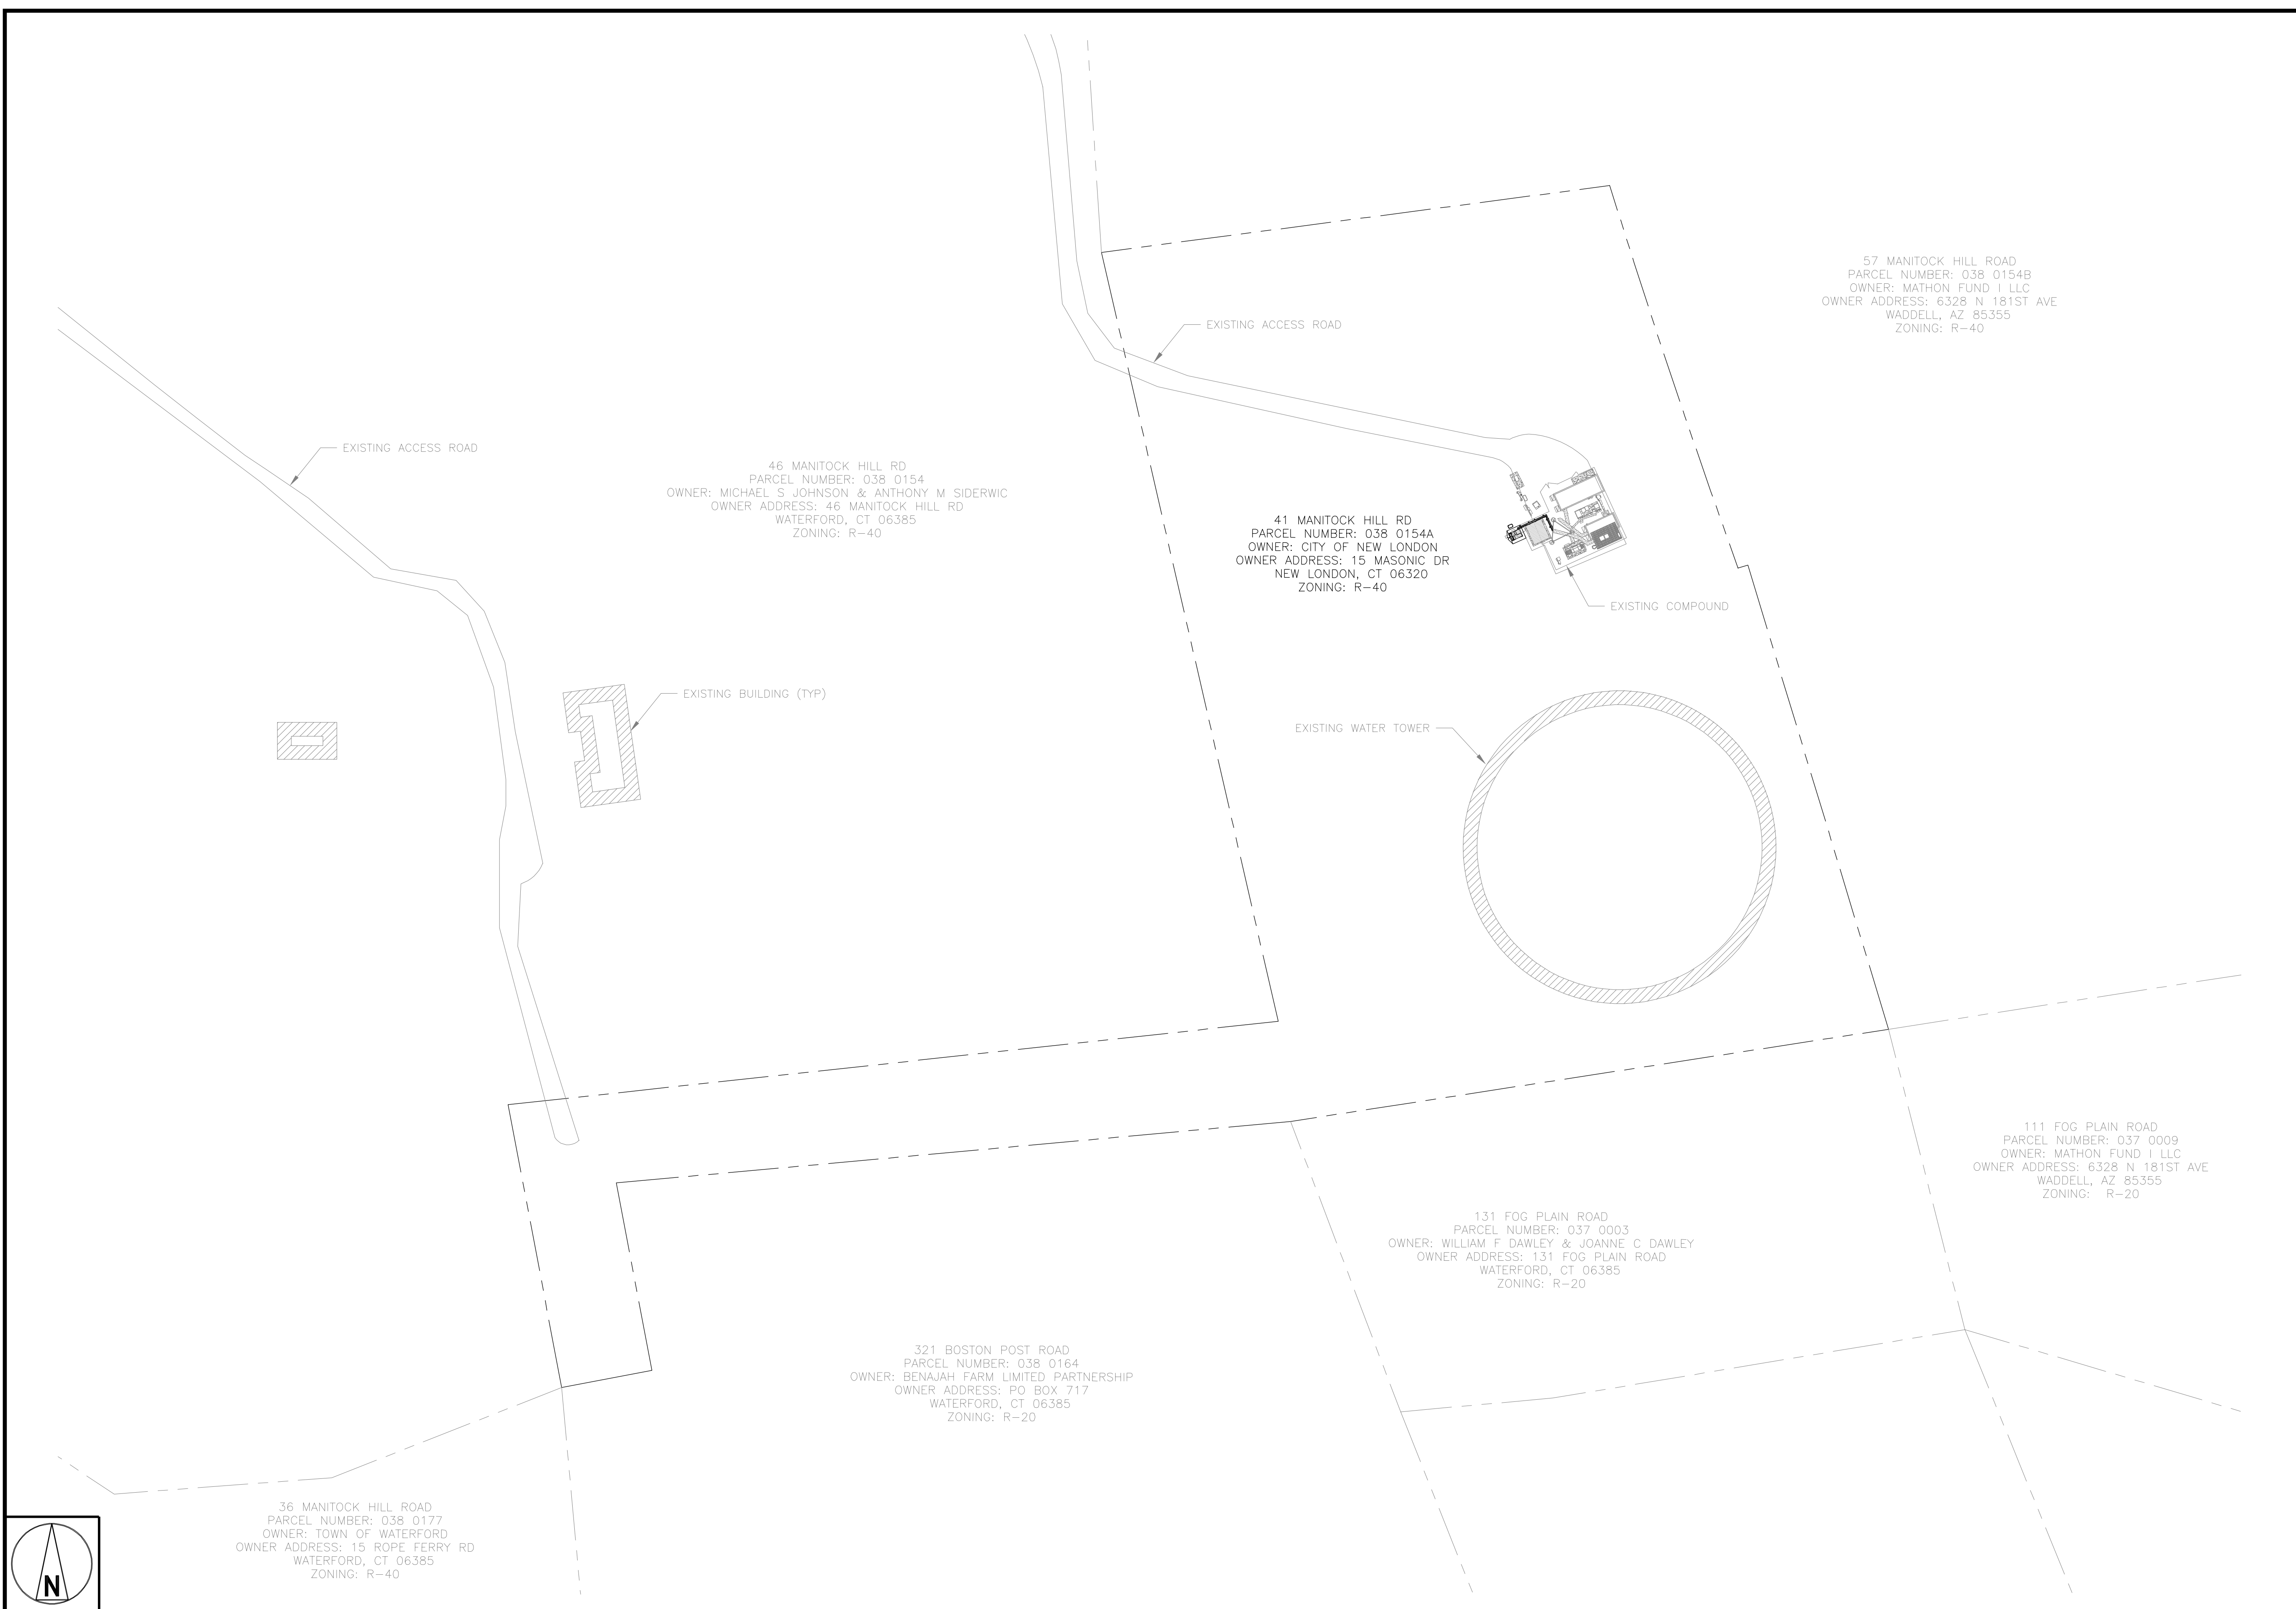 57 MANITOCK HILL ROAD
PARCEL NUMBER: 038 0154B
OWNER: MATHON FUND I LLC
OWNER ADDRESS: 6328 N 181ST AVE
WADDELL, AZ 85355
ZONING: R-40
EXISTING ACCESS ROAD
EXISTING ACCESS ROAD
46 MANITOCK HILL RD
PARCEL NUMBER: 038 0154
OWNER: MICHAEL S JOHNSON & ANTHONY M SIDERWIC
OWNER ADDRESS: 46 MANITOCK HILL RD
WATERFORD, CT 06385
ZONING: R-40
41 MANITOCK HILL RD
PARCEL NUMBER: 038 0154A
OWNER: CITY OF NEW LONDON
OWNER ADDRESS: 15 MASONIC DR
NEW LONDON, CT 06320
ZONING: R-40
EXISTING COMPOUND
EXISTING BUILDING (TYP)
EXISTING WATER TOWER
111 FOG PLAIN ROAD
PARCEL NUMBER: 037 0009
OWNER: MATHON FUND I LLC
OWNER ADDRESS: 6328 N 181ST AVE
WADDELL, AZ 85355
ZONING: R-20
131 FOG PLAIN ROAD
PARCEL NUMBER: 037 0003
OWNER: WILLIAM F DAWLEY & JOANNE C DAWLEY
OWNER ADDRESS: 131 FOG PLAIN ROAD
WATERFORD, CT 06385
ZONING: R-20
321 BOSTON POST ROAD
PARCEL NUMBER: 038 0164
OWNER: BENAJAH FARM LIMITED PARTNERSHIP
OWNER ADDRESS: PO BOX 717
WATERFORD, CT 06385
ZONING: R-20
36 MANITOCK HILL ROAD
PARCEL NUMBER: 038 0177
OWNER: TOWN OF WATERFORD
OWNER ADDRESS: 15 ROPE FERRY RD
WATERFORD, CT 06385
ZONING: R-40
N